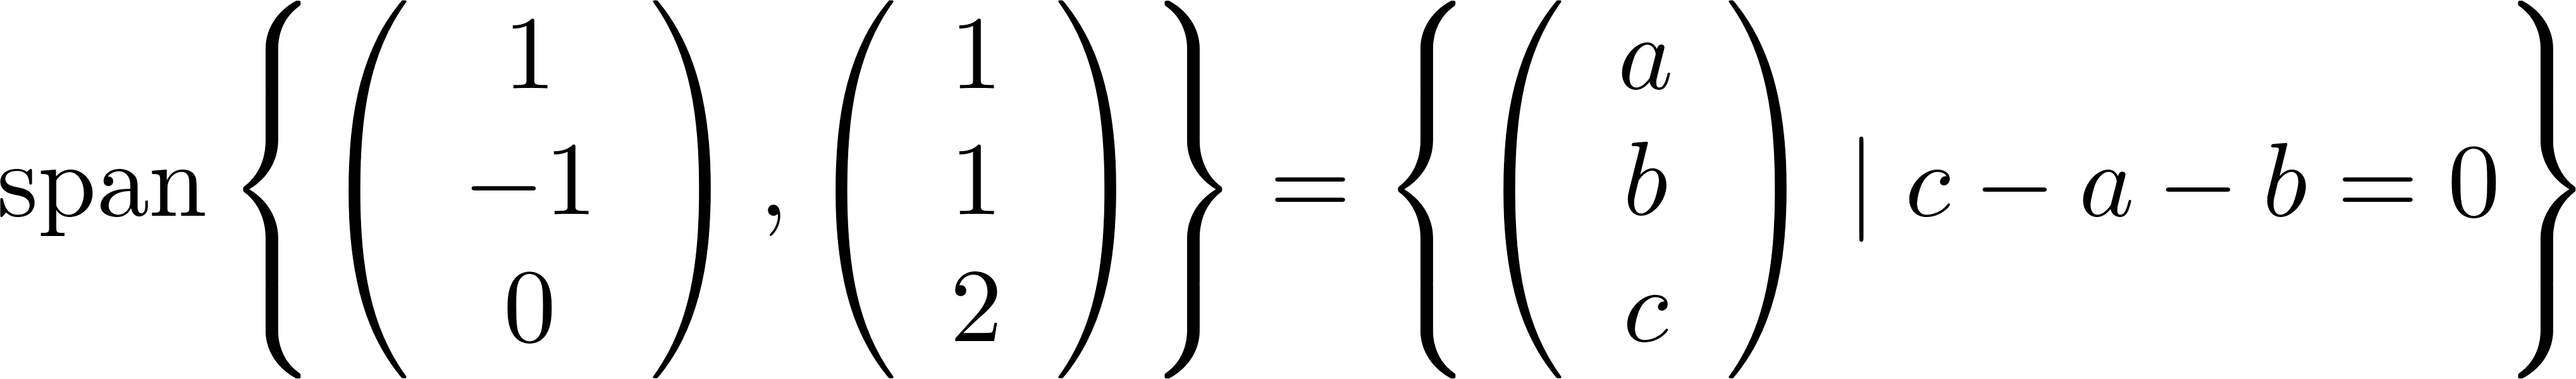 span{(1 −1 0), (1 1 2)} = {(a b c) | c − a − b = 0}